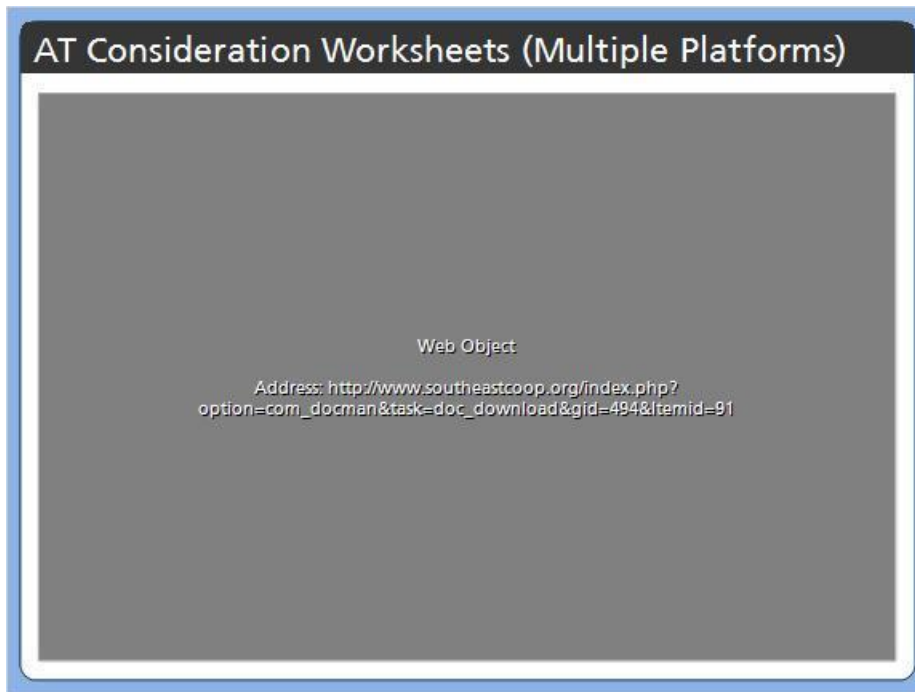 AT Consideration Worksheets (Multiple Platforms)
Web Object
Address: http://www.southeastcoop.org/index.php?
option=com_docman&task=doc_download&gid=494&Itemid=91